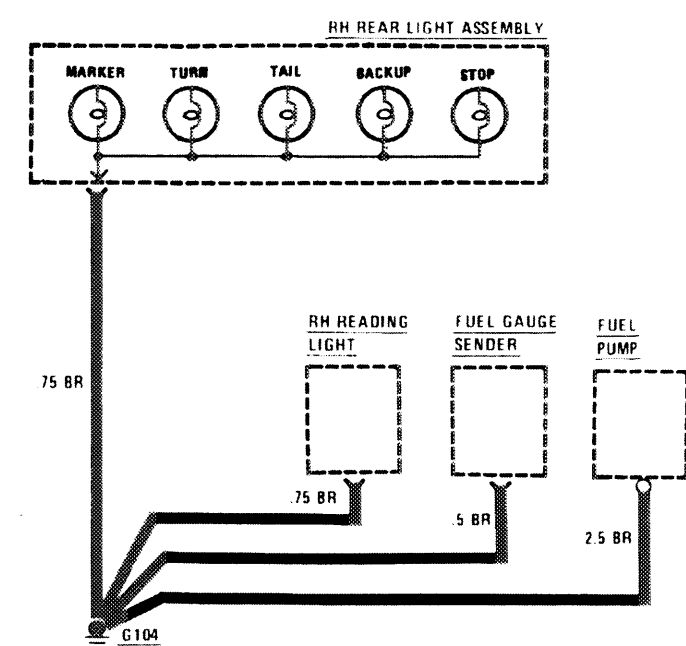 RH REAR LIGHT ASSEMBLY
MARKER TURN TAIL BACKUP STOP
RH READING LIGHT
FUEL GAUGE SENDER
FUEL PUMP
75 BR
.75 BR
.5 BR
2.5 BR
G104